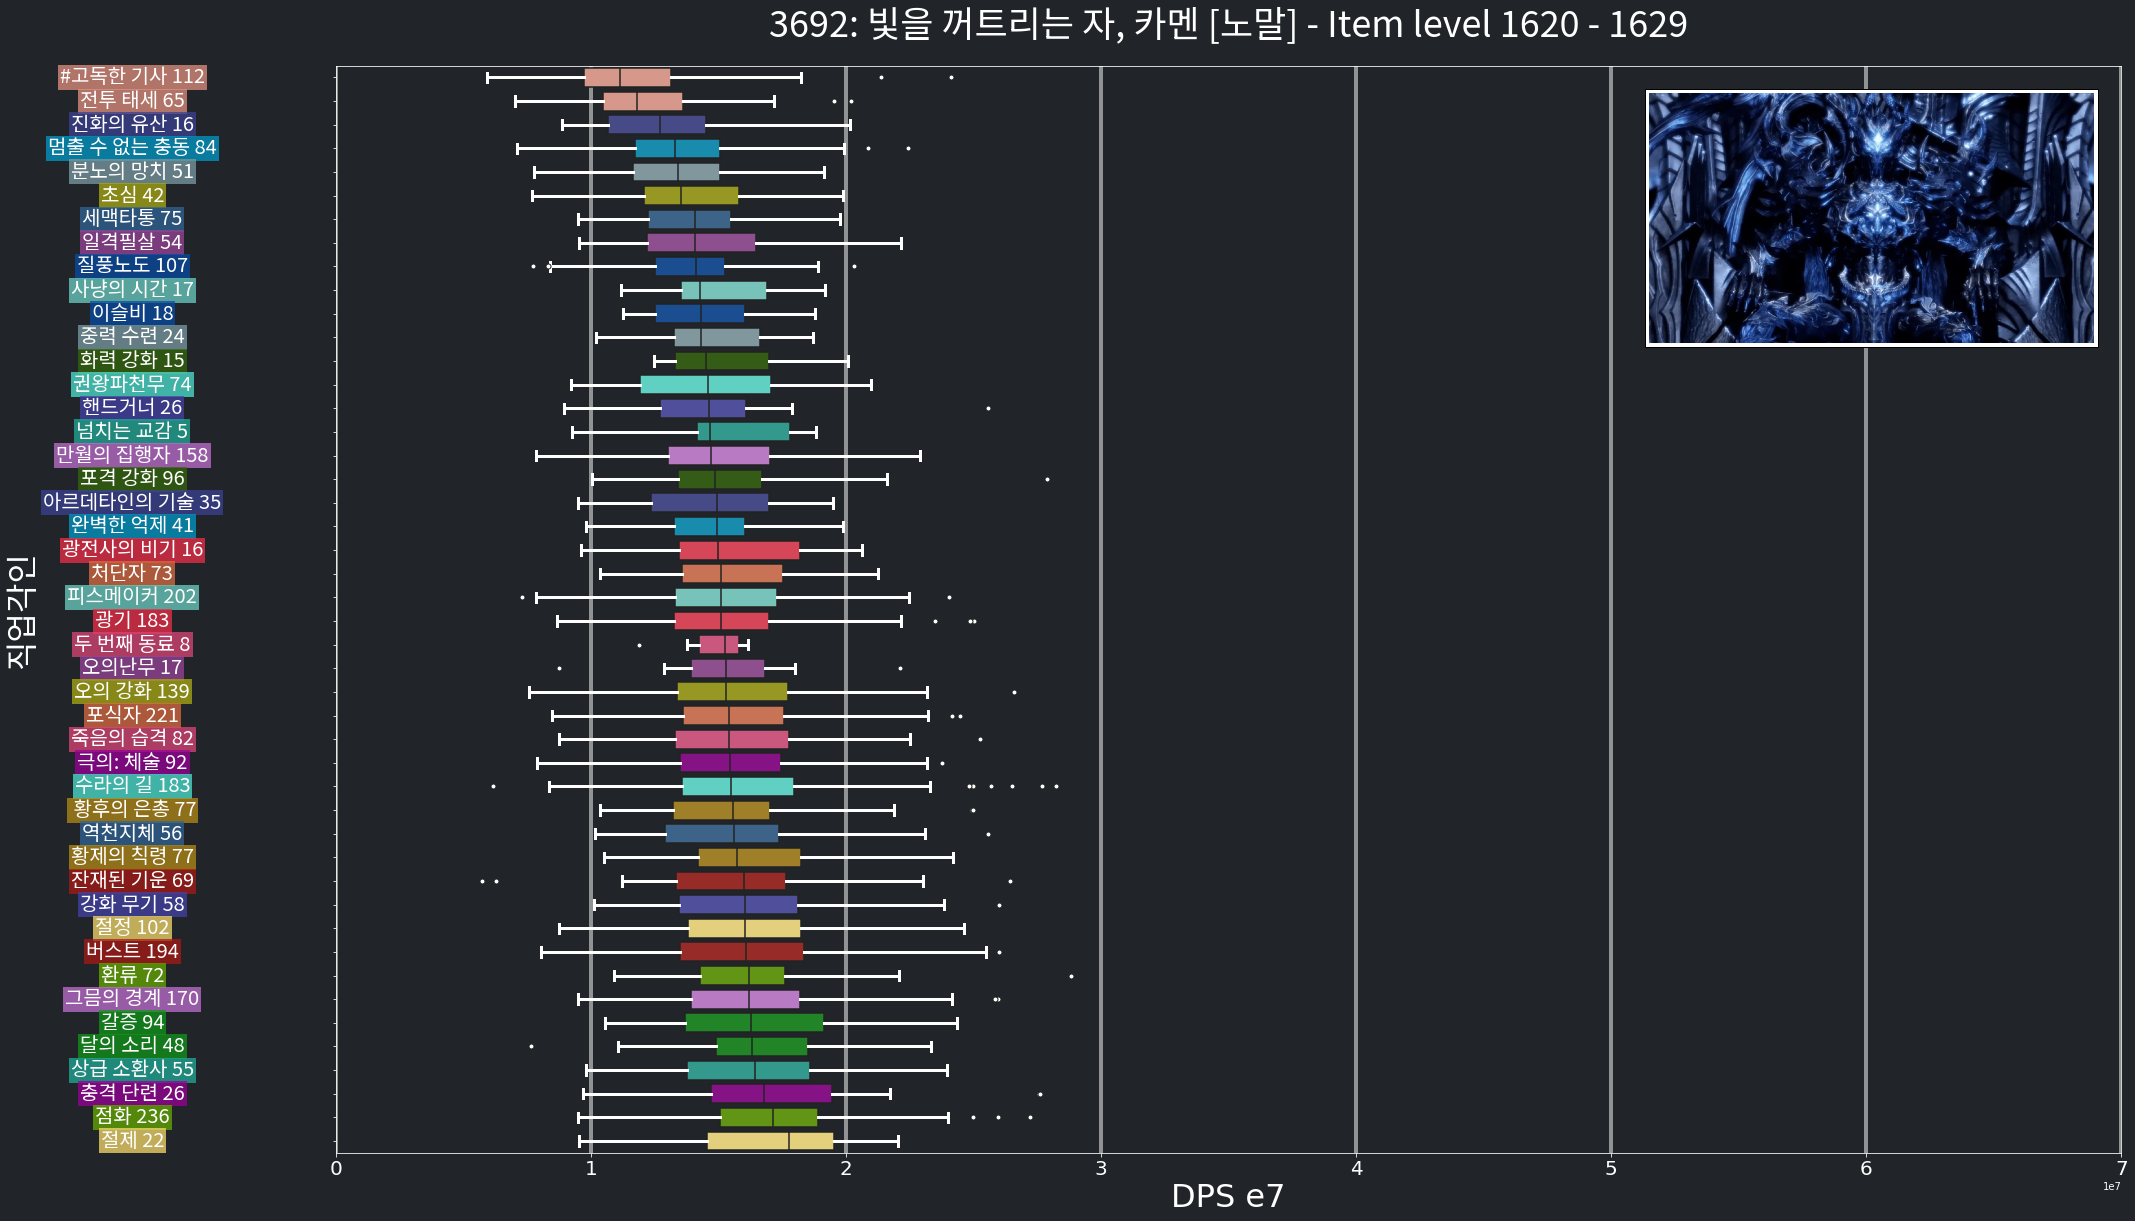 3692: 빛을 꺼트리는 자, 카멘 [노말] - Item level 1620 - 1629
직업각인
#고독한 기사 112
전투 태세 65
진화의 유산 16
멈출 수 없는 충동 84
분노의 망치 51
초심 42
세맥타통 75
일격필살 54
질풍노도 107
사냥의 시간 17
이슬비 18
중력 수련 24
화력 강화 15
권왕파천무 74
핸드거너 26
넘치는 교감 5
만월의 집행자 158
포격 강화 96
아르데타인의 기술 35
완벽한 억제 41
광전사의 비기 16
처단자 73
피스메이커 202
광기 183
두 번째 동료 8
오의난무 17
오의 강화 139
포식자 221
죽음의 습격 82
극의: 체술 92
수라의 길 183
황후의 은총 77
역천지체 56
황제의 칙령 77
잔재된 기운 69
강화 무기 58
절정 102
버스트 194
환류 72
그믐의 경계 170
갈증 94
달의 소리 48
상급 소환사 55
충격 단련 26
점화 236
절제 22
0 1 2 3 4 5 6 7
1e7
DPS e7